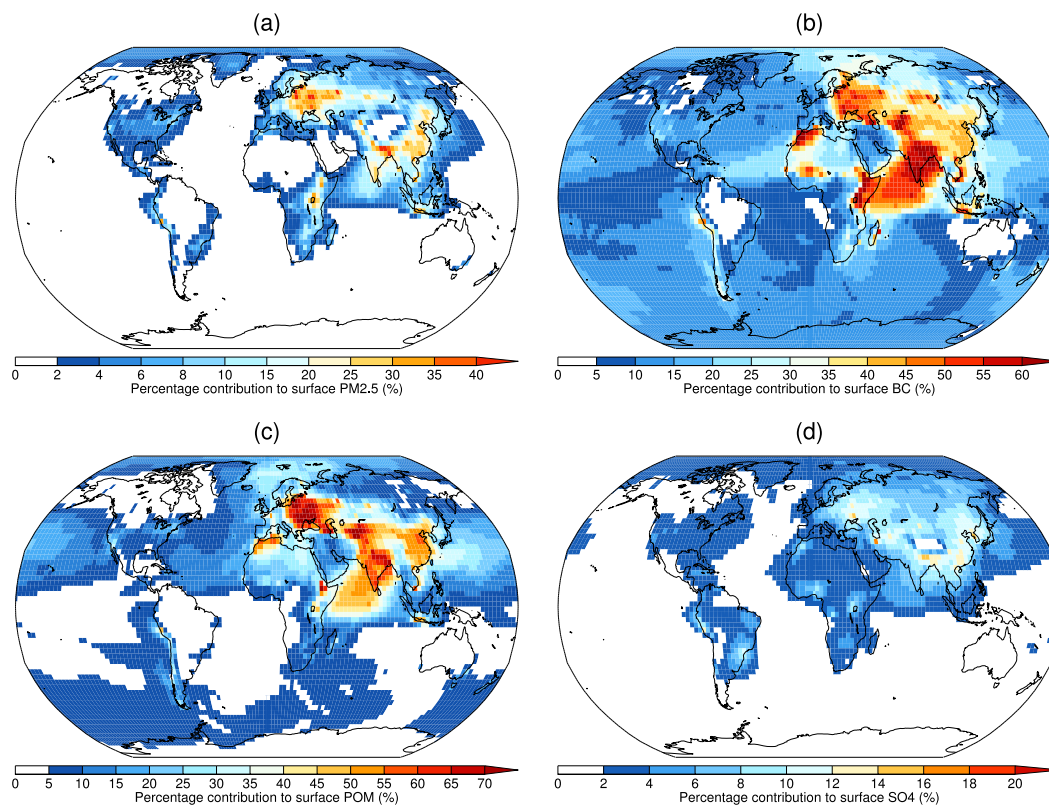 (a)
(b)
0 2 4 6 8 10 15 20 25 30 35 40
Percentage contribution to surface PM2.5 (%)
0 5 10 15 20 25 30 35 40 45 50 55 60
Percentage contribution to surface BC (%)
(c)
(d)
0 5 10 15 20 25 30 35 40 45 50 55 60 65 70
Percentage contribution to surface POM (%)
0 2 4 6 8 10 12 14 16 18 20
Percentage contribution to surface SO4 (%)